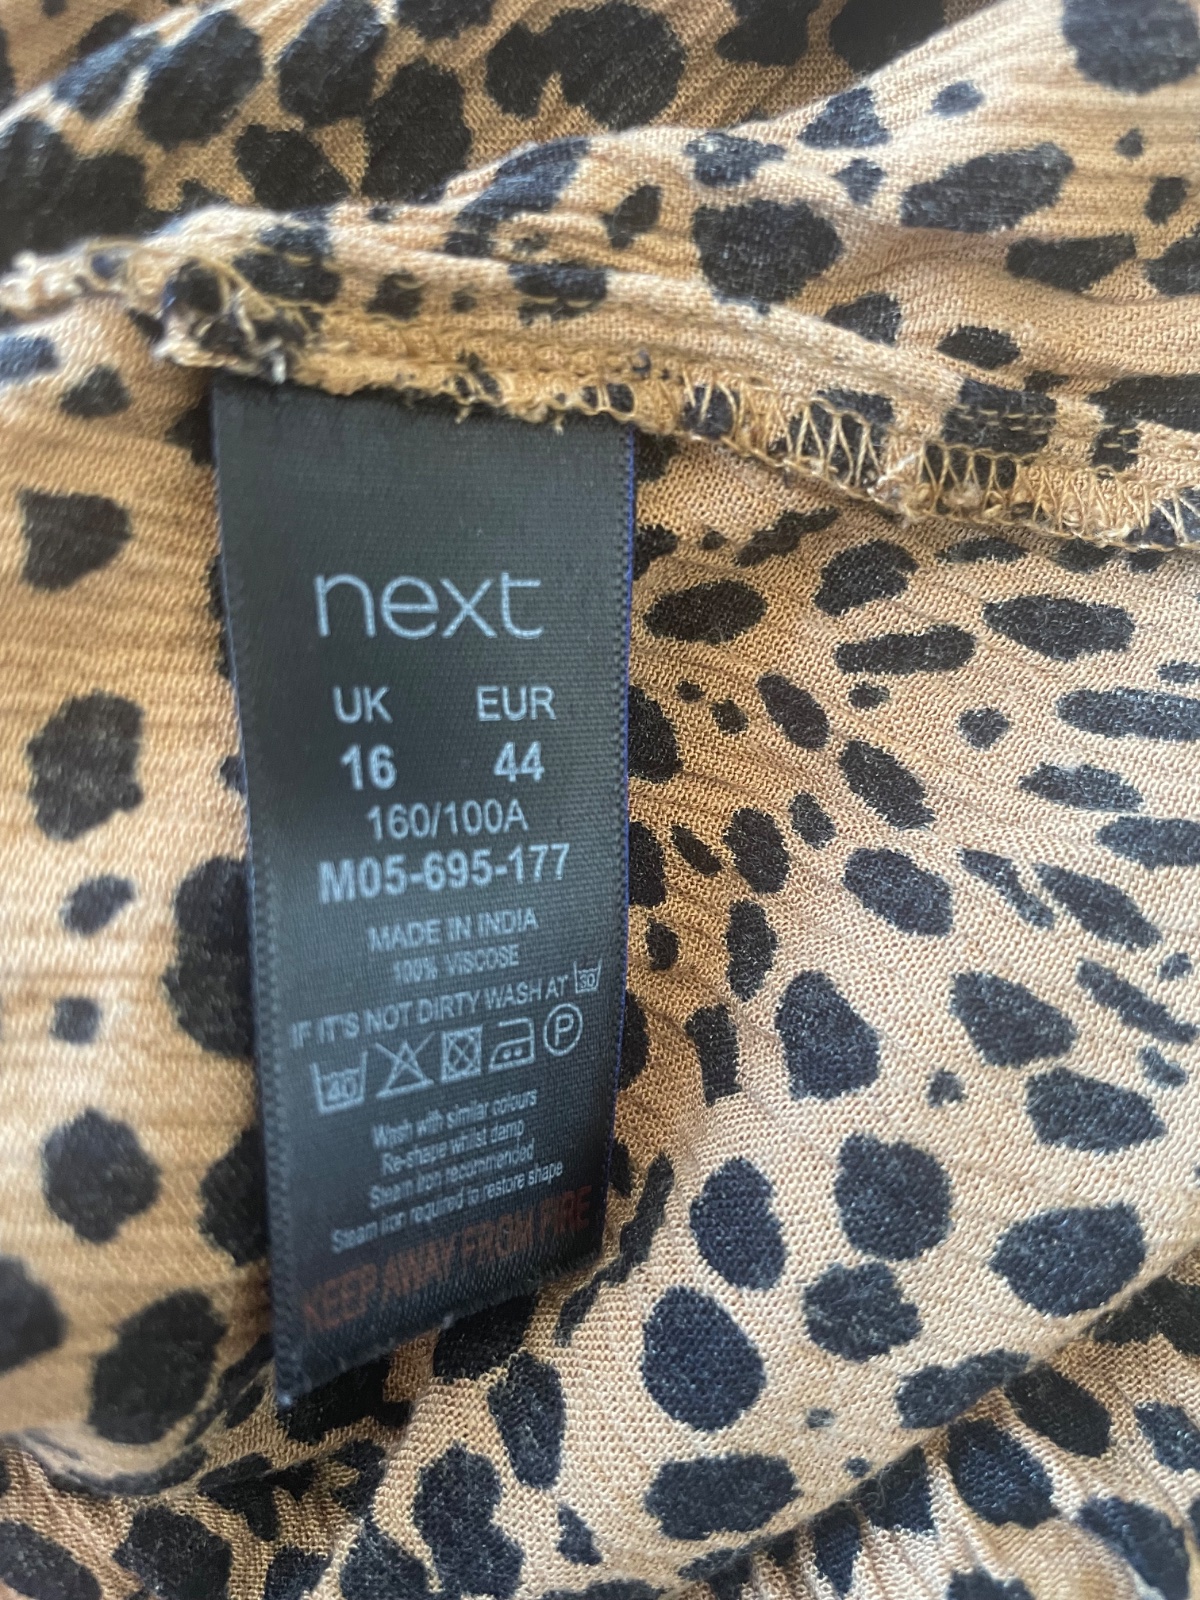 next
UK EUR
16 44
160/100A
M05-695-177
MADE IN INDIA
100% VISCOSE
IF IT'S NOT DIRTY WASH AT 30
40 P
Wash with similar colours
Re-shape whilst damp
Steam iron recommended
Steam iron required to restore shape
KEEP AWAY FROM FIRE